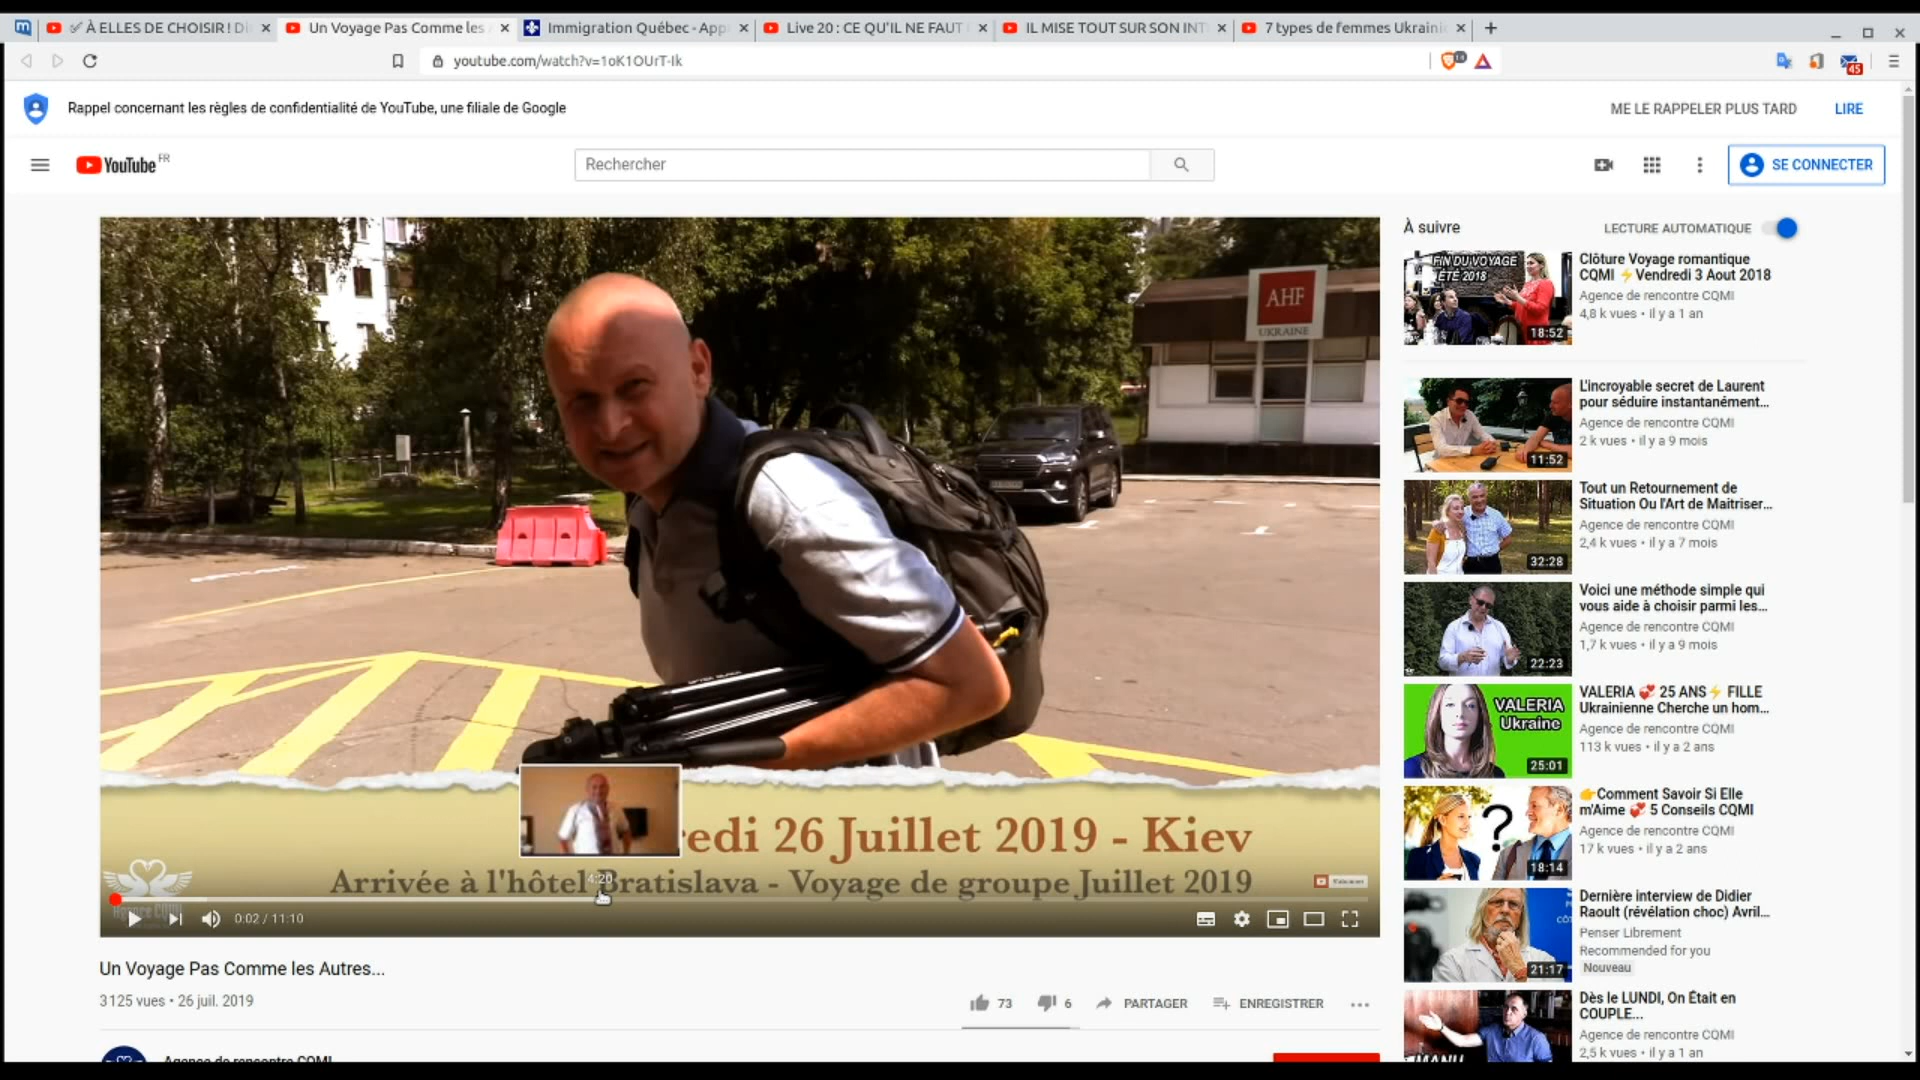 ✅ À ELLES DE CHOISIR ! D
Un Voyage Pas Comme les
Immigration Québec - App
Live 20 : CE QU'IL NE FAUT
IL MISE TOUT SUR SON INT
7 types de femmes Ukraini
youtube.com/watch?v=1oK1OUrT-Ik
45
Rappel concernant les règles de confidentialité de YouTube, une filiale de Google
ME LE RAPPELER PLUS TARD
LIRE
YouTube FR
Rechercher
SE CONNECTER
AHF
UKRAINE
edi 26 Juillet 2019 - Kiev
Arrivée à l'hôtel Bratislava - Voyage de groupe Juillet 2019
4:20
0:02 / 11:10
Un Voyage Pas Comme les Autres...
3 125 vues • 26 juil. 2019
73
6
PARTAGER
ENREGISTRER
Agence de rencontre CQMI
À suivre
LECTURE AUTOMATIQUE
FIN DU VOYAGE
ÉTÉ 2018
18:52
Clôture Voyage romantique
CQMI ⚡Vendredi 3 Aout 2018
Agence de rencontre CQMI
4,8 k vues • il y a 1 an
11:52
L'incroyable secret de Laurent
pour séduire instantanément...
Agence de rencontre CQMI
2 k vues • il y a 9 mois
32:28
Tout un Retournement de
Situation Ou l'Art de Maitriser...
Agence de rencontre CQMI
2,4 k vues • il y a 7 mois
22:23
Voici une méthode simple qui
vous aide à choisir parmi les...
Agence de rencontre CQMI
1,7 k vues • il y a 9 mois
VALERIA
Ukraine
25:01
VALERIA 💞 25 ANS⚡ FILLE
Ukrainienne Cherche un hom...
Agence de rencontre CQMI
113 k vues • il y a 2 ans
?
18:14
👉Comment Savoir Si Elle
m'Aime 💞 5 Conseils CQMI
Agence de rencontre CQMI
17 k vues • il y a 2 ans
21:17
Dernière interview de Didier
Raoult (révélation choc) Avril...
Penser Librement
Recommended for you
Nouveau
Dès le LUNDI, On Était en
COUPLE...
Agence de rencontre CQMI
2,5 k vues • il y a 1 an